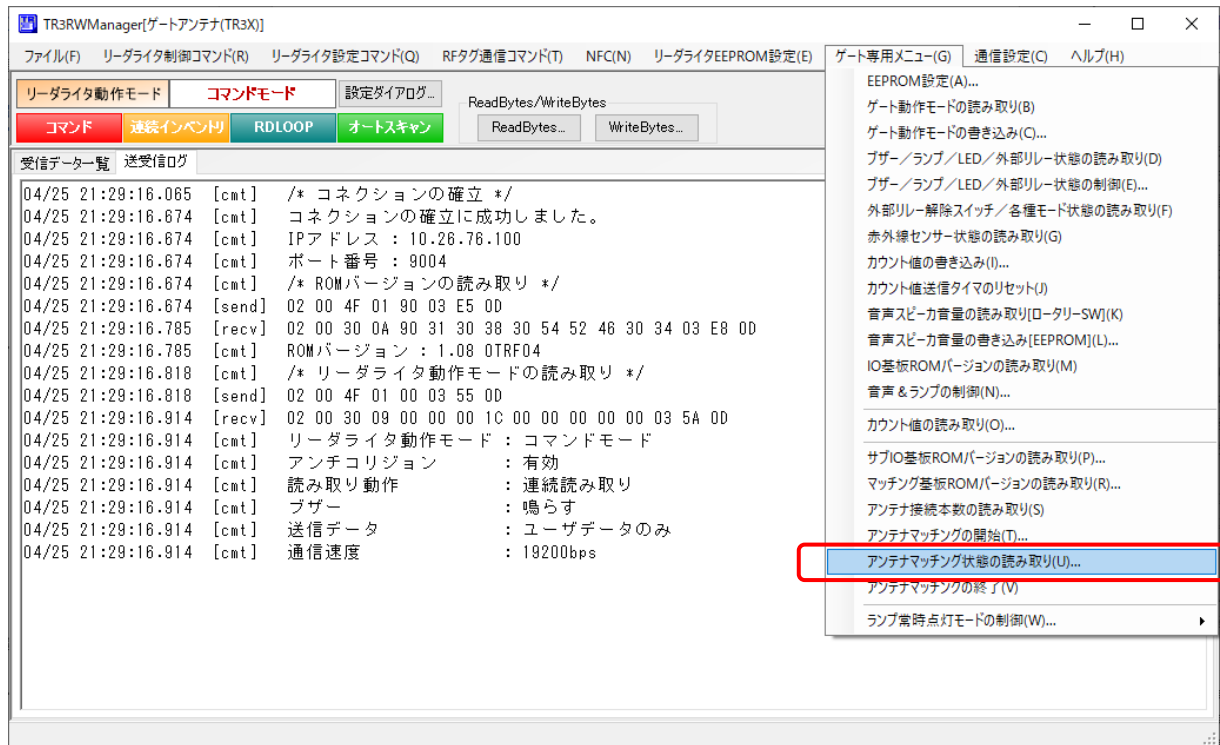 TR3RWManager[ゲートアンテナ(TR3X)]
ファイル(F) リーダライタ制御コマンド(R) リーダライタ設定コマンド(Q) RFタグ通信コマンド(T) NFC(N) リーダライタEEPROM設定(E) ゲート専用メニュー(G) 通信設定(C) ヘルプ(H)
リーダライタ動作モード コマンドモード 設定ダイアログ...
ReadBytes/WriteBytes
コマンド 連続インベントリ RDLOOP オートスキャン ReadBytes... WriteBytes...
受信データ一覧 送受信ログ
04/25 21:29:16.065 [cmt] /* コネクションの確立 */
04/25 21:29:16.674 [cmt] コネクションの確立に成功しました。
04/25 21:29:16.674 [cmt] IPアドレス : 10.26.76.100
04/25 21:29:16.674 [cmt] ポート番号 : 9004
04/25 21:29:16.674 [cmt] /* ROMバージョンの読み取り */
04/25 21:29:16.674 [send] 02 00 4F 01 90 03 E5 0D
04/25 21:29:16.785 [recv] 02 00 30 0A 90 31 30 38 30 54 52 46 30 34 03 E8 0D
04/25 21:29:16.785 [cmt] ROMバージョン : 1.08 0TRF04
04/25 21:29:16.818 [cmt] /* リーダライタ動作モードの読み取り */
04/25 21:29:16.818 [send] 02 00 4F 01 00 03 55 0D
04/25 21:29:16.914 [recv] 02 00 30 09 00 00 00 1C 00 00 00 00 00 03 5A 0D
04/25 21:29:16.914 [cmt] リーダライタ動作モード : コマンドモード
04/25 21:29:16.914 [cmt] アンチコリジョン : 有効
04/25 21:29:16.914 [cmt] 読み取り動作 : 連続読み取り
04/25 21:29:16.914 [cmt] ブザー : 鳴らす
04/25 21:29:16.914 [cmt] 送信データ : ユーザデータのみ
04/25 21:29:16.914 [cmt] 通信速度 : 19200bps
EEPROM設定(A)...
ゲート動作モードの読み取り(B)
ゲート動作モードの書き込み(C)...
ブザー／ランプ／LED／外部リレー状態の読み取り(D)
ブザー／ランプ／LED／外部リレー状態の制御(E)...
外部リレー解除スイッチ／各種モード状態の読み取り(F)
赤外線センサー状態の読み取り(G)
カウント値の書き込み(I)...
カウント値送信タイマのリセット(J)
音声スピーカ音量の読み取り[ロータリーSW](K)
音声スピーカ音量の書き込み[EEPROM](L)...
IO基板ROMバージョンの読み取り(M)
音声＆ランプの制御(N)...
カウント値の読み取り(O)...
サブIO基板ROMバージョンの読み取り(P)...
マッチング基板ROMバージョンの読み取り(R)...
アンテナ接続本数の読み取り(S)
アンテナマッチングの開始(T)...
アンテナマッチング状態の読み取り(U)...
アンテナマッチングの終了(V)
ランプ常時点灯モードの制御(W)...